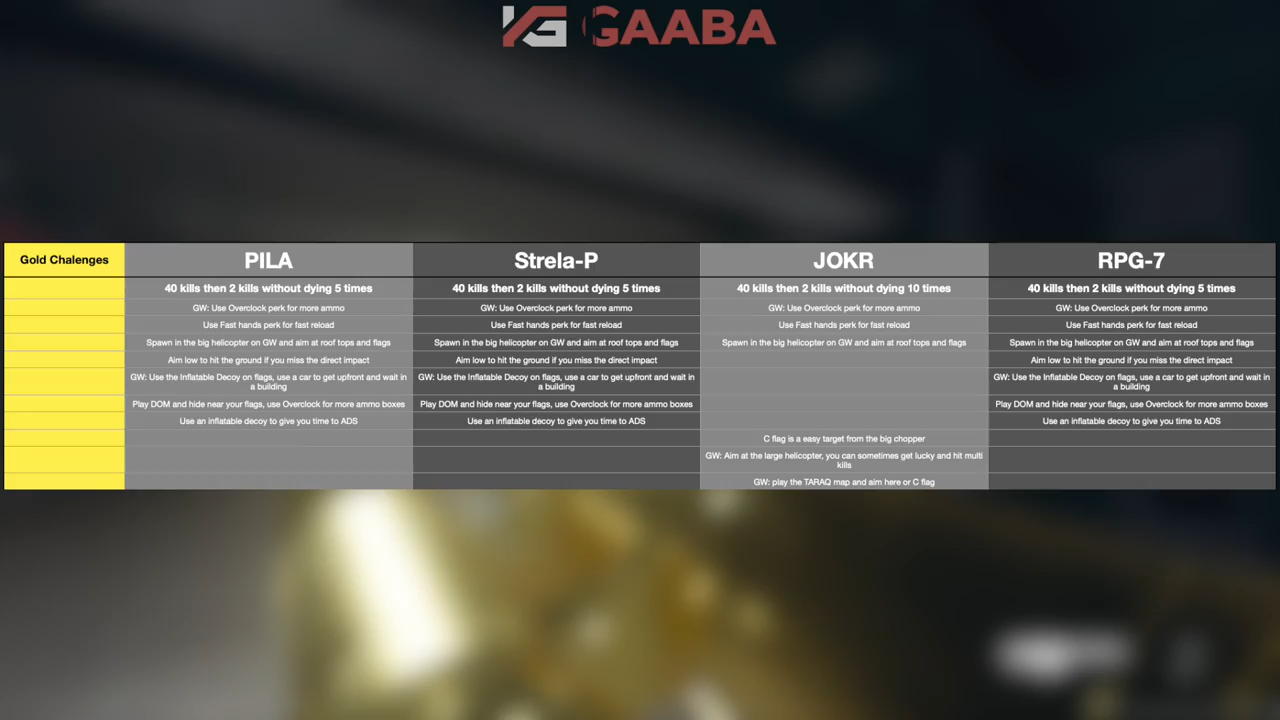 GAABA
Gold Chalenges PILA Strela-P JOKR RPG-7
40 kills then 2 kills without dying 5 times 40 kills then 2 kills without dying 5 times 40 kills then 2 kills without dying 10 times 40 kills then 2 kills without dying 5 times
GW: Use Overclock perk for more ammo GW: Use Overclock perk for more ammo GW: Use Overclock perk for more ammo GW: Use Overclock perk for more ammo
Use Fast hands perk for fast reload Use Fast hands perk for fast reload Use Fast hands perk for fast reload Use Fast hands perk for fast reload
Spawn in the big helicopter on GW and aim at roof tops and flags Spawn in the big helicopter on GW and aim at roof tops and flags Spawn in the big helicopter on GW and aim at roof tops and flags Spawn in the big helicopter on GW and aim at roof tops and flags
Aim low to hit the ground if you miss the direct impact Aim low to hit the ground if you miss the direct impact Aim low to hit the ground if you miss the direct impact
GW: Use the Inflatable Decoy on flags, use a car to get upfront and wait in GW: Use the Inflatable Decoy on flags, use a car to get upfront and wait in GW: Use the Inflatable Decoy on flags, use a car to get upfront and wait in
a building a building a building
Play DOM and hide near your flags, use Overclock for more ammo boxes Play DOM and hide near your flags, use Overclock for more ammo boxes Play DOM and hide near your flags, use Overclock for more ammo boxes
Use an inflatable decoy to give you time to ADS Use an inflatable decoy to give you time to ADS Use an inflatable decoy to give you time to ADS
C flag is a easy target from the big chopper
GW: Aim at the large helicopter, you can sometimes get lucky and hit multi
kills
GW: play the TARAQ map and aim here or C flag